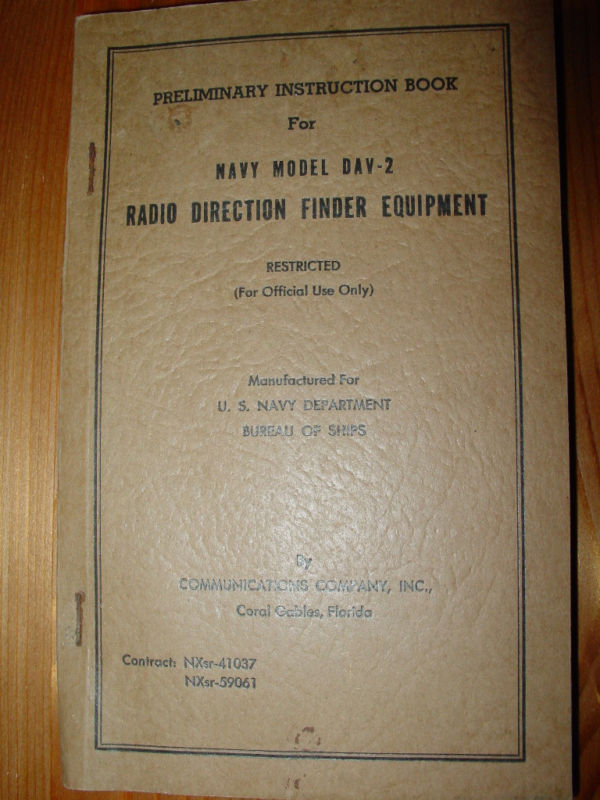 PRELIMINARY INSTRUCTION BOOK
For
NAVY MODEL DAV-2
RADIO DIRECTION FINDER EQUIPMENT
RESTRICTED
(For Official Use Only)
Manufactured For
U. S. NAVY DEPARTMENT
BUREAU OF SHIPS
By
COMMUNICATIONS COMPANY, INC.,
Coral Gables, Florida
Contract: NXsr-41037
NXsr-59061